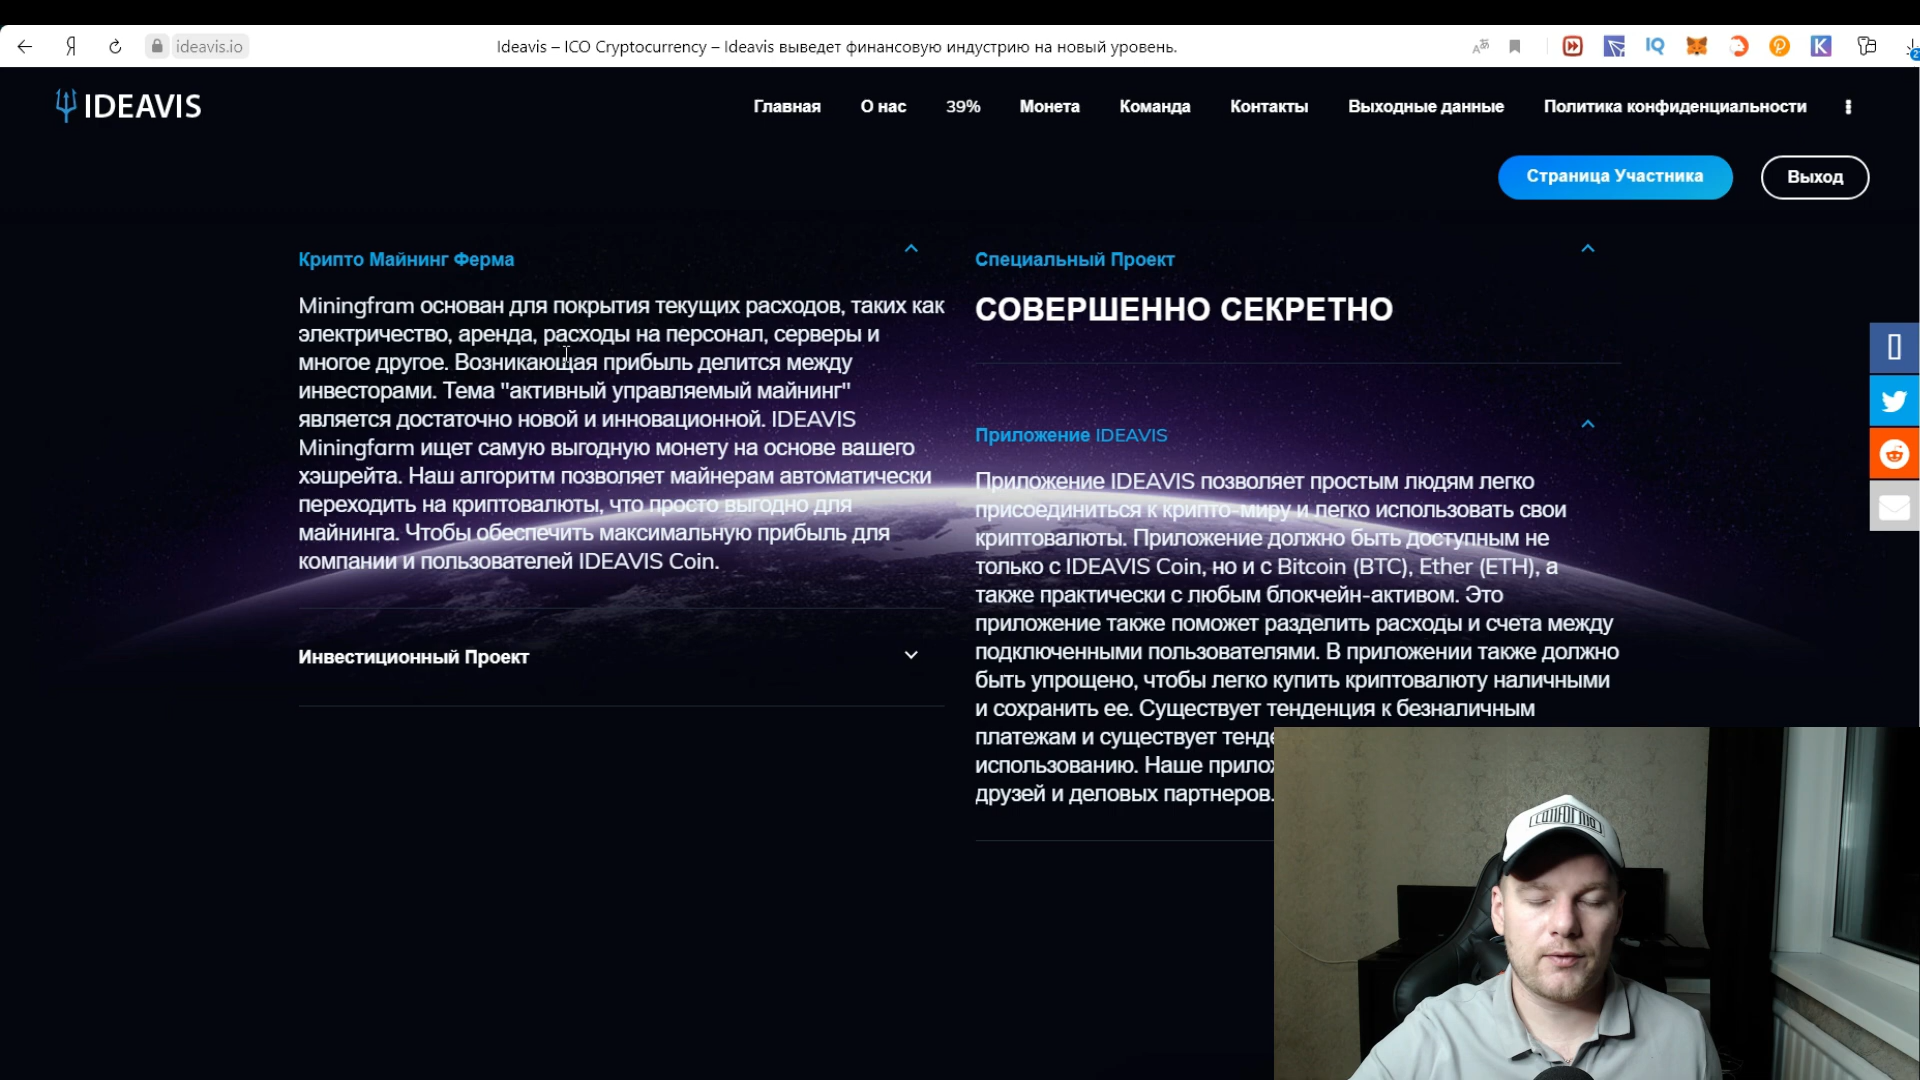 ideavis.io
Ideavis – ICO Cryptocurrency – Ideavis выведет финансовую индустрию на новый уровень.
IDEAVIS
Главная
О нас
39%
Монета
Команда
Контакты
Выходные данные
Политика конфиденциальности
Страница Участника
Выход
Крипто Майнинг Ферма
Miningfram основан для покрытия текущих расходов, таких как
электричество, аренда, расходы на персонал, серверы и
многое другое. Возникающая прибыль делится между
инвесторами. Тема "активный управляемый майнинг"
является достаточно новой и инновационной. IDEAVIS
Miningfarm ищет самую выгодную монету на основе вашего
хэшрейта. Наш алгоритм позволяет майнерам автоматически
переходить на криптовалюты, что просто выгодно для
майнинга. Чтобы обеспечить максимальную прибыль для
компании и пользователей IDEAVIS Coin.
Инвестиционный Проект
Специальный Проект
СОВЕРШЕННО СЕКРЕТНО
Приложение IDEAVIS
Приложение IDEAVIS позволяет простым людям легко
присоединиться к крипто-миру и легко использовать свои
криптовалюты. Приложение должно быть доступным не
только с IDEAVIS Coin, но и с Bitcoin (BTC), Ether (ETH), а
также практически с любым блокчейн-активом. Это
приложение также поможет разделить расходы и счета между
подключенными пользователями. В приложении также должно
быть упрощено, чтобы легко купить криптовалюту наличными
и сохранить ее. Существует тенденция к безналичным
платежам и существует
использованию. Наше
друзей и деловых партнеров.